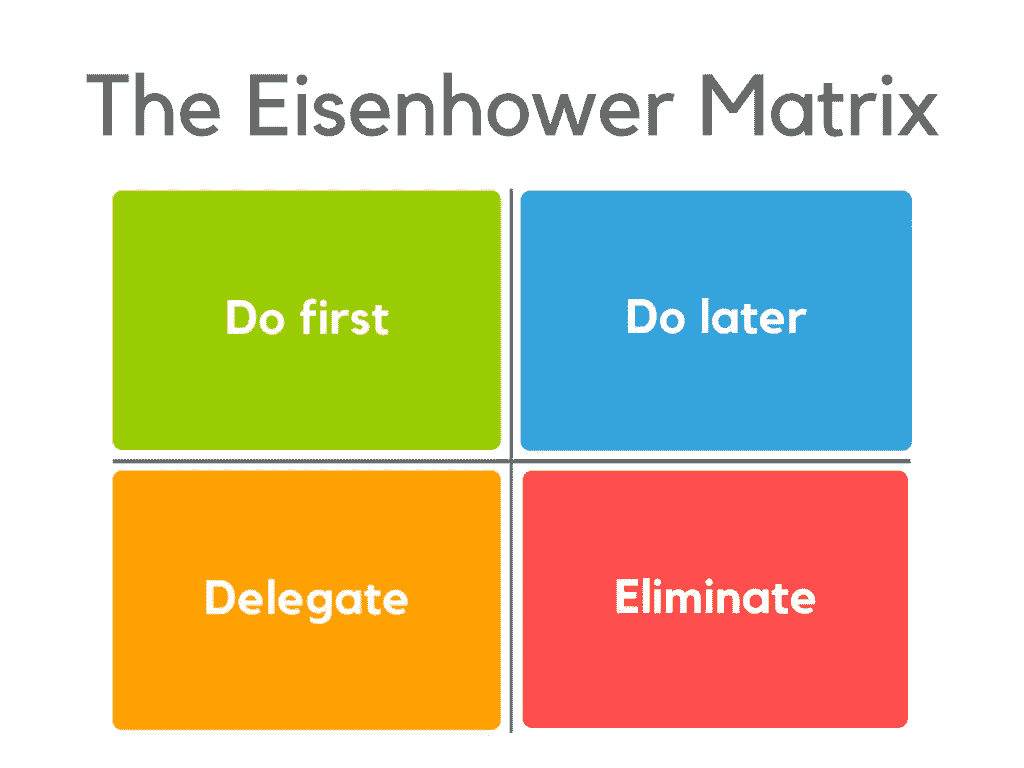 The Eisenhower Matrix
Do first
Do later
Delegate
Eliminate